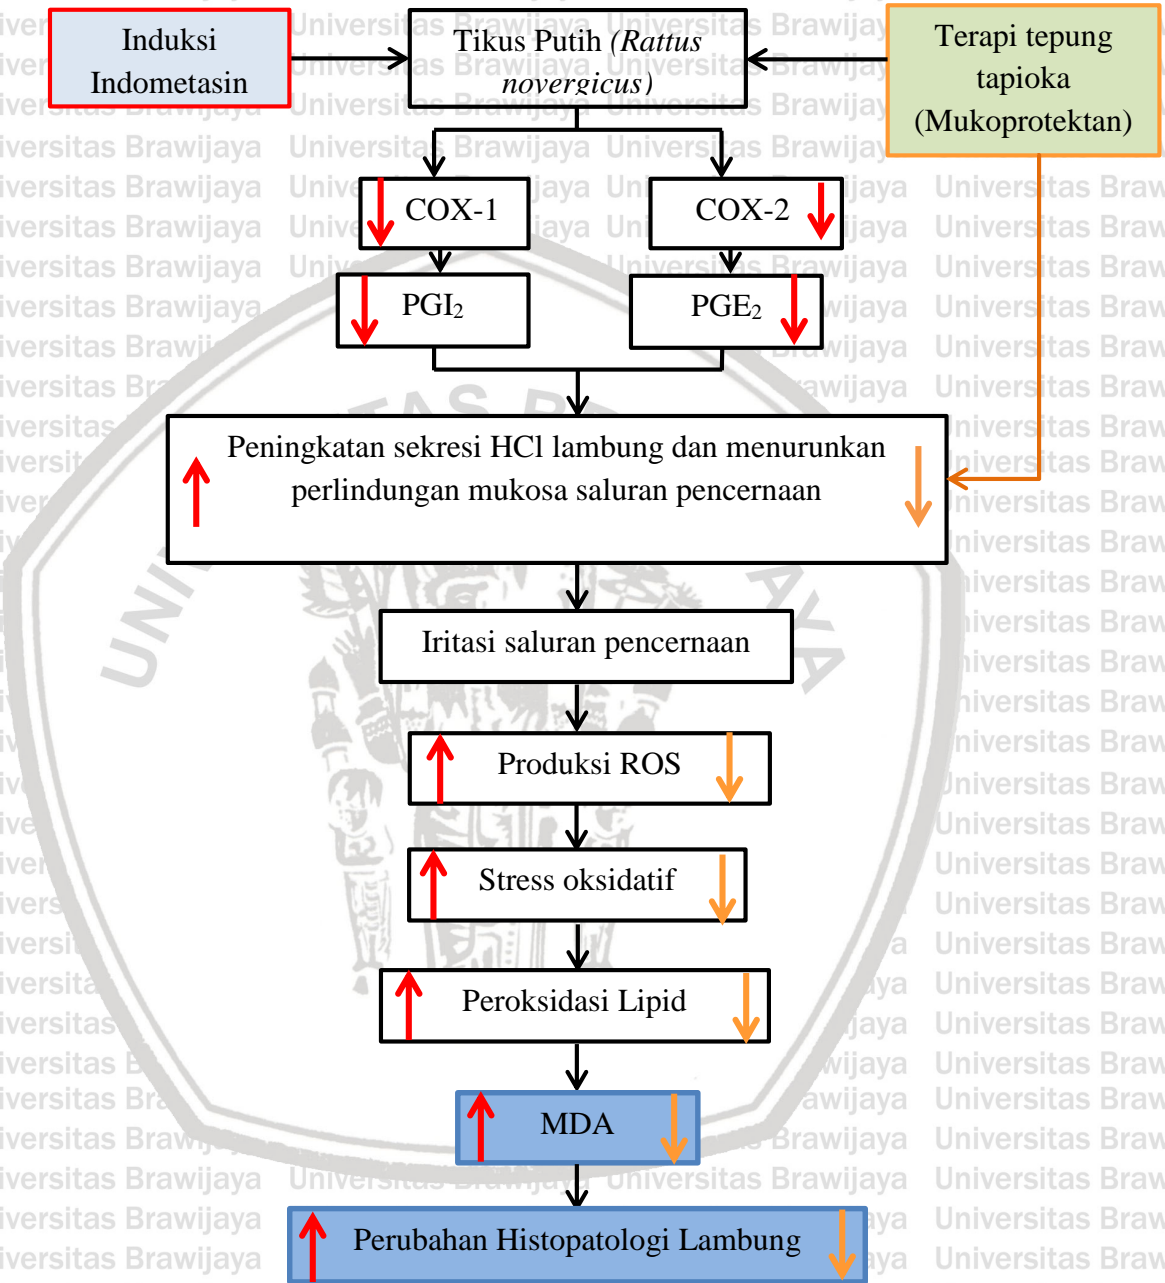 Induksi
Indometasin
Tikus Putih (Rattus
novergicus)
Terapi tepung
tapioka
(Mukoprotektan)
COX-1
COX-2
PGI₂
PGE₂
Peningkatan sekresi HCl lambung dan menurunkan
perlindungan mukosa saluran pencernaan
Iritasi saluran pencernaan
Produksi ROS
Stress oksidatif
Peroksidasi Lipid
MDA
Perubahan Histopatologi Lambung